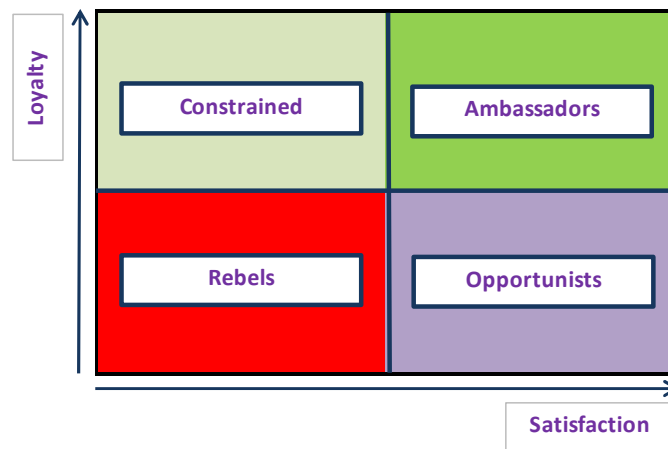 Loyalty
Constrained
Ambassadors
Rebels
Opportunists
Satisfaction